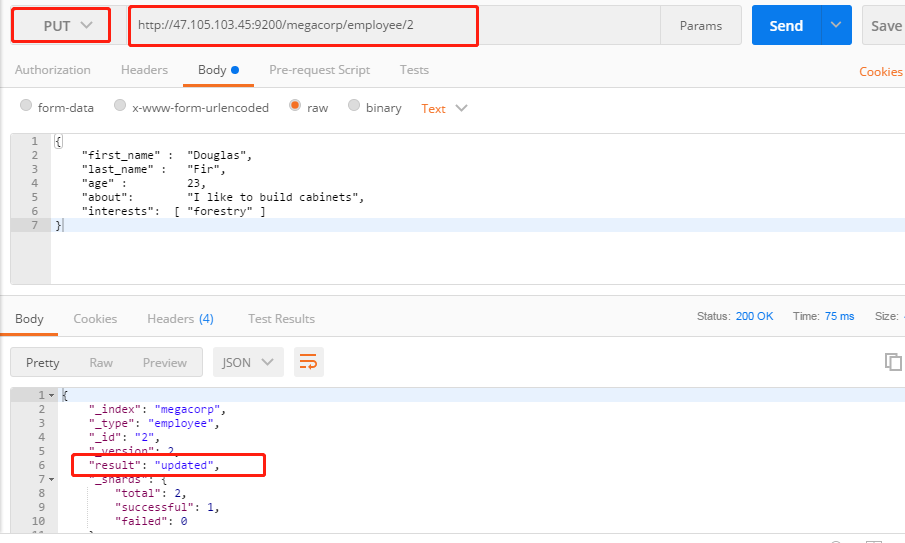 PUT http://47.105.103.45:9200/megacorp/employee/2 Params Send Save
Authorization Headers Body Pre-request Script Tests Cookies
form-data x-www-form-urlencoded raw binary Text
1 {
2 "first_name" : "Douglas",
3 "last_name" : "Fir",
4 "age" : 23,
5 "about": "I like to build cabinets",
6 "interests": [ "forestry" ]
7 }
Body Cookies Headers (4) Test Results Status: 200 OK Time: 75 ms Size:
Pretty Raw Preview JSON
1 {
2 "_index": "megacorp",
3 "_type": "employee",
4 "_id": "2",
5 "_version": 2,
6 "result": "updated",
7 "_shards": {
8 "total": 2,
9 "successful": 1,
10 "failed": 0